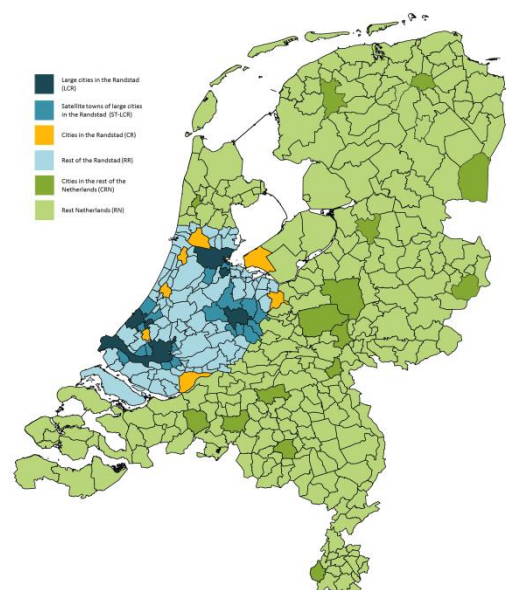 Large cities in the Randstad
(LCR)
Satellite towns of large cities
in the Randstad (ST-LCR)
Cities in the Randstad (CR)
Rest of the Randstad (RR)
Cities in the rest of the
Netherlands (CRN)
Rest Netherlands (RN)